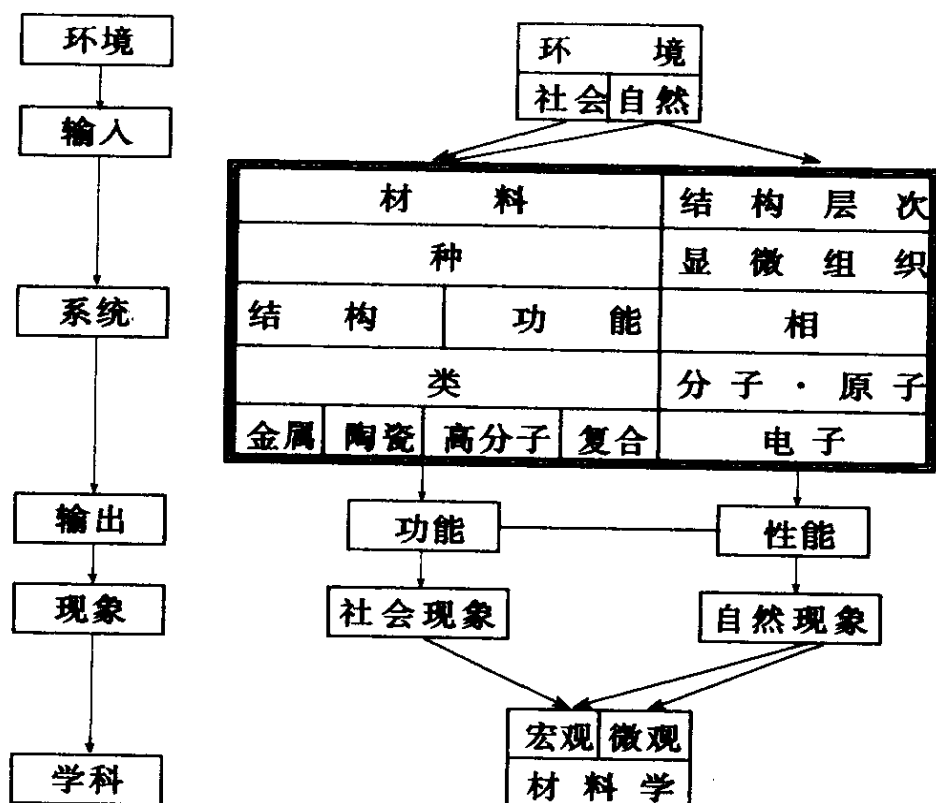 环境
输入
系统
输出
现象
学科
环 境
社会 自然
材 料 结构层次
种 显微组织
结构 功能 相
类 分子·原子
金属 陶瓷 高分子 复合 电子
功能 性能
社会现象 自然现象
宏观 微观
材料学